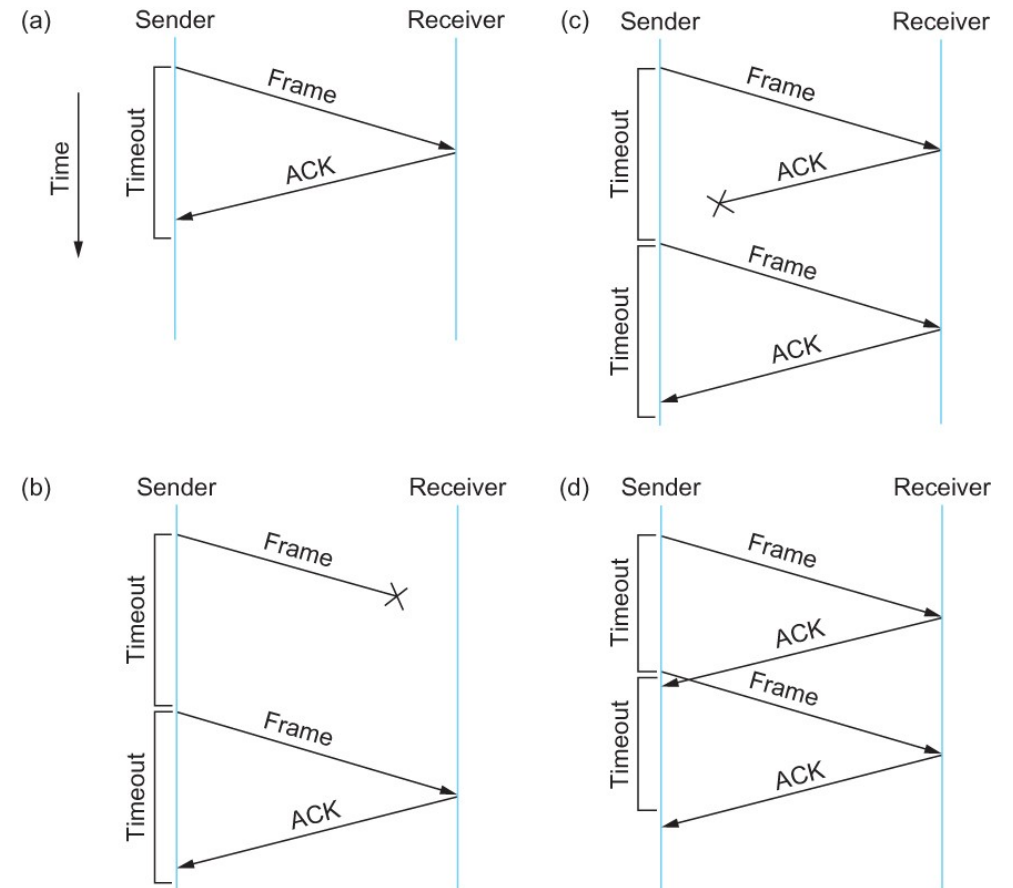 (a)
Sender
Receiver
Time
Timeout
Frame
ACK
(b)
Sender
Receiver
Timeout
Frame
Timeout
Frame
ACK
(c)
Sender
Receiver
Timeout
Frame
ACK
Timeout
Frame
ACK
(d)
Sender
Receiver
Timeout
Frame
ACK
Timeout
Frame
ACK